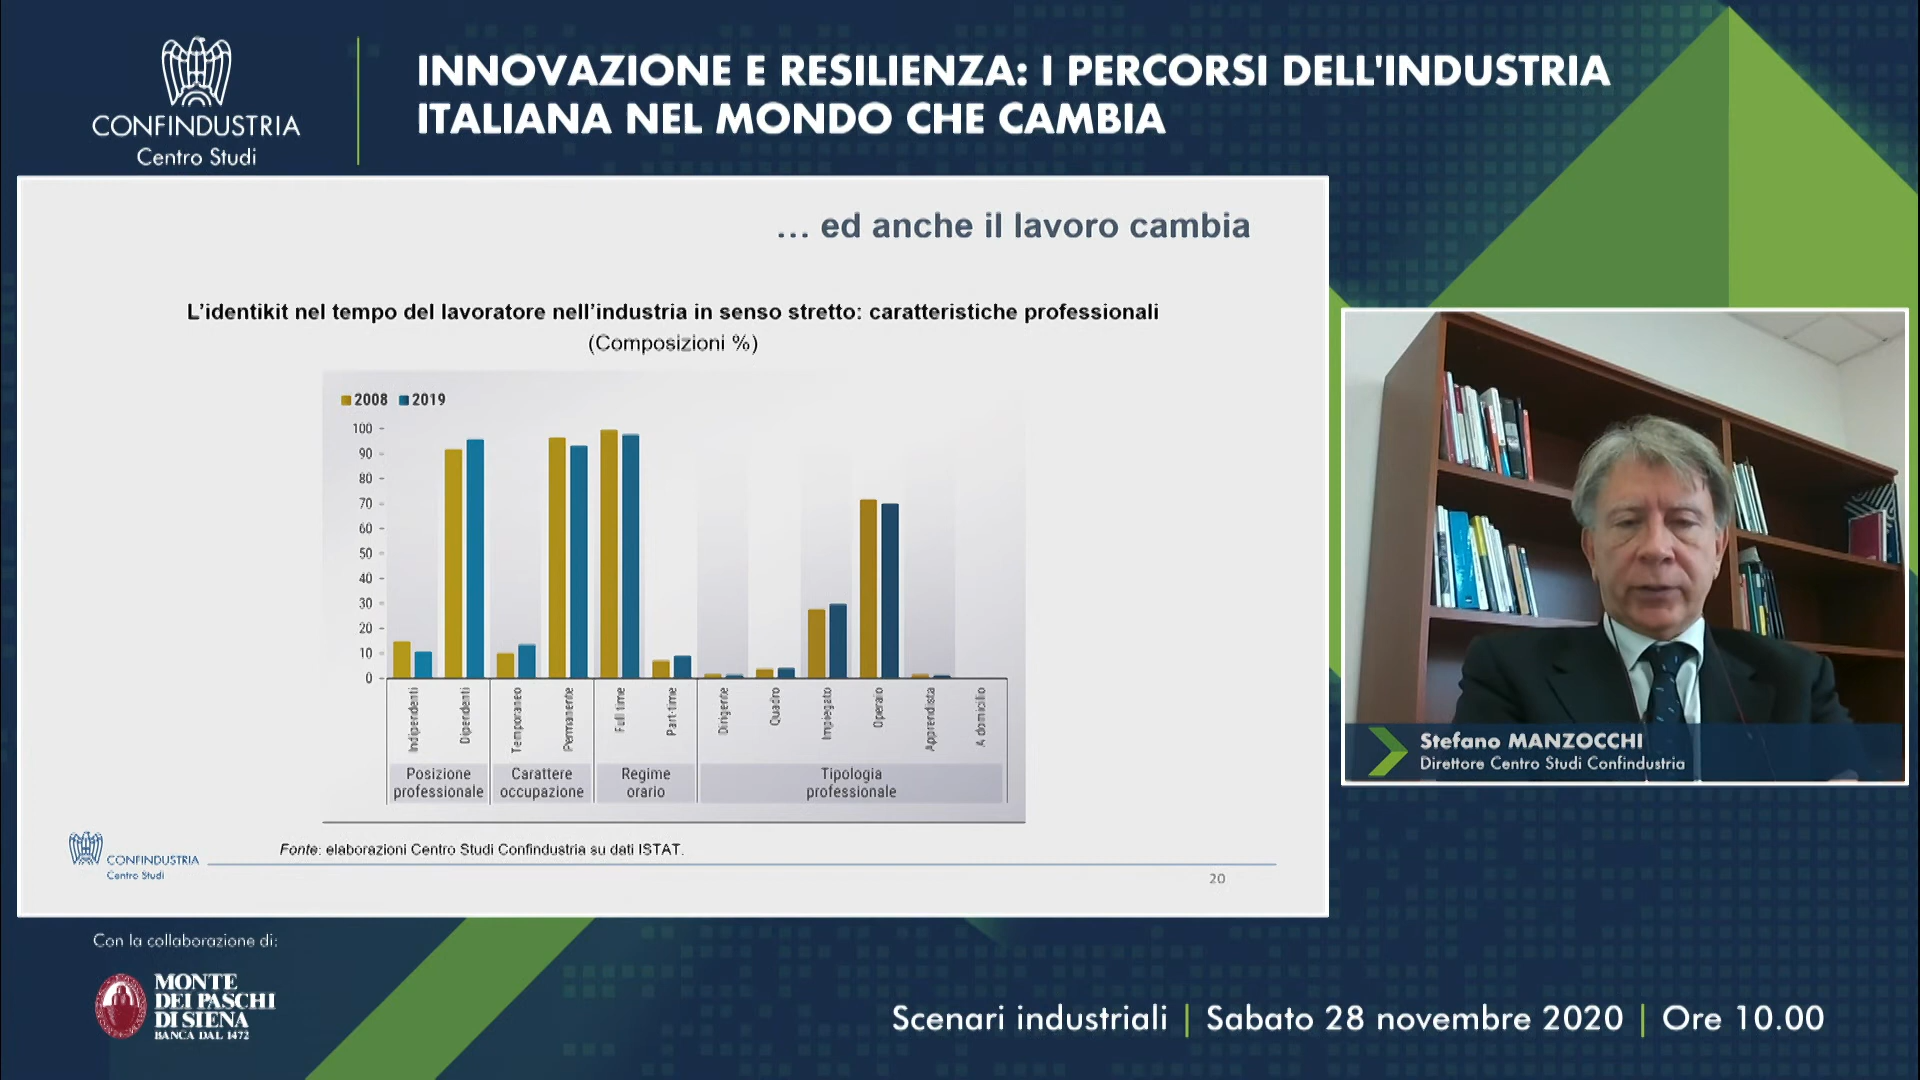 CONFINDUSTRIA
Centro Studi
INNOVAZIONE E RESILIENZA: I PERCORSI DELL'INDUSTRIA
ITALIANA NEL MONDO CHE CAMBIA
… ed anche il lavoro cambia
L'identikit nel tempo del lavoratore nell'industria in senso stretto: caratteristiche professionali
(Composizioni %)
2008 2019
100
90
80
70
60
50
40
30
20
10
0
Indipendenti
Dipendenti
Temporaneo
Permanente
Full time
Part-time
Dirigente
Quadro
Impiegato
Operaio
Apprendista
A domicilio
Posizione
professionale
Carattere
occupazione
Regime
orario
Tipologia
professionale
Fonte: elaborazioni Centro Studi Confindustria su dati ISTAT.
CONFINDUSTRIA
Centro Studi
20
Stefano MANZOCCHI
Direttore Centro Studi Confindustria
Con la collaborazione di:
MONTE
DEI PASCHI
DI SIENA
BANCA DAL 1472
Scenari industriali | Sabato 28 novembre 2020 | Ore 10.00